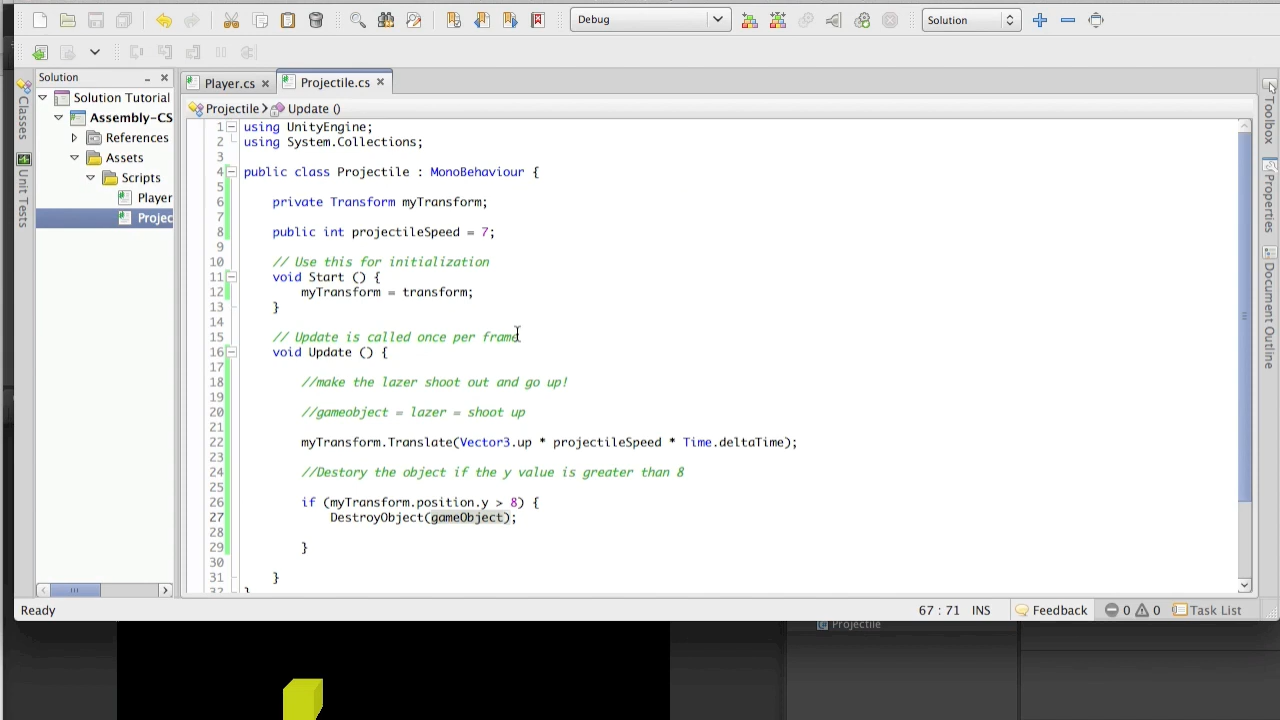 Debug
Solution
Solution
Player.cs
Projectile.cs
Classes
Unit Tests
Solution Tutorial
Assembly-CS
References
Assets
Scripts
Player
Projec
Projectile
Update ()
1 using UnityEngine;
2 using System.Collections;
3
4 public class Projectile : MonoBehaviour {
5
6 private Transform myTransform;
7
8 public int projectileSpeed = 7;
9
10 // Use this for initialization
11 void Start () {
12 myTransform = transform;
13 }
14
15 // Update is called once per frame
16 void Update () {
17
18 //make the lazer shoot out and go up!
19
20 //gameobject = lazer = shoot up
21
22 myTransform.Translate(Vector3.up * projectileSpeed * Time.deltaTime);
23
24 //Destory the object if the y value is greater than 8
25
26 if (myTransform.position.y > 8) {
27 DestroyObject(gameObject);
28
29 }
30
31 }
32 }
Toolbox
Properties
Document Outline
Ready
67 : 71 INS
Feedback
0
0
Task List
Projectile